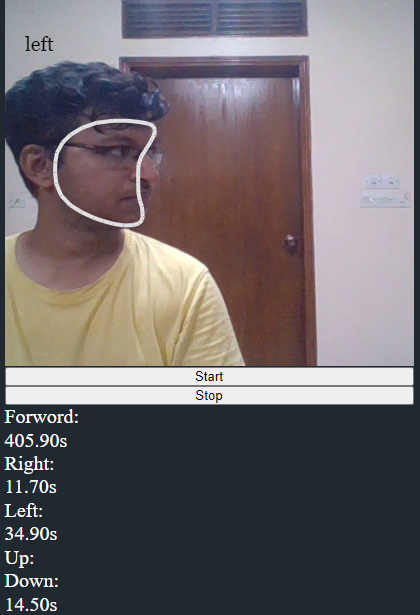 left
Start
Stop
Forword:
405.90s
Right:
11.70s
Left:
34.90s
Up:
Down:
14.50s